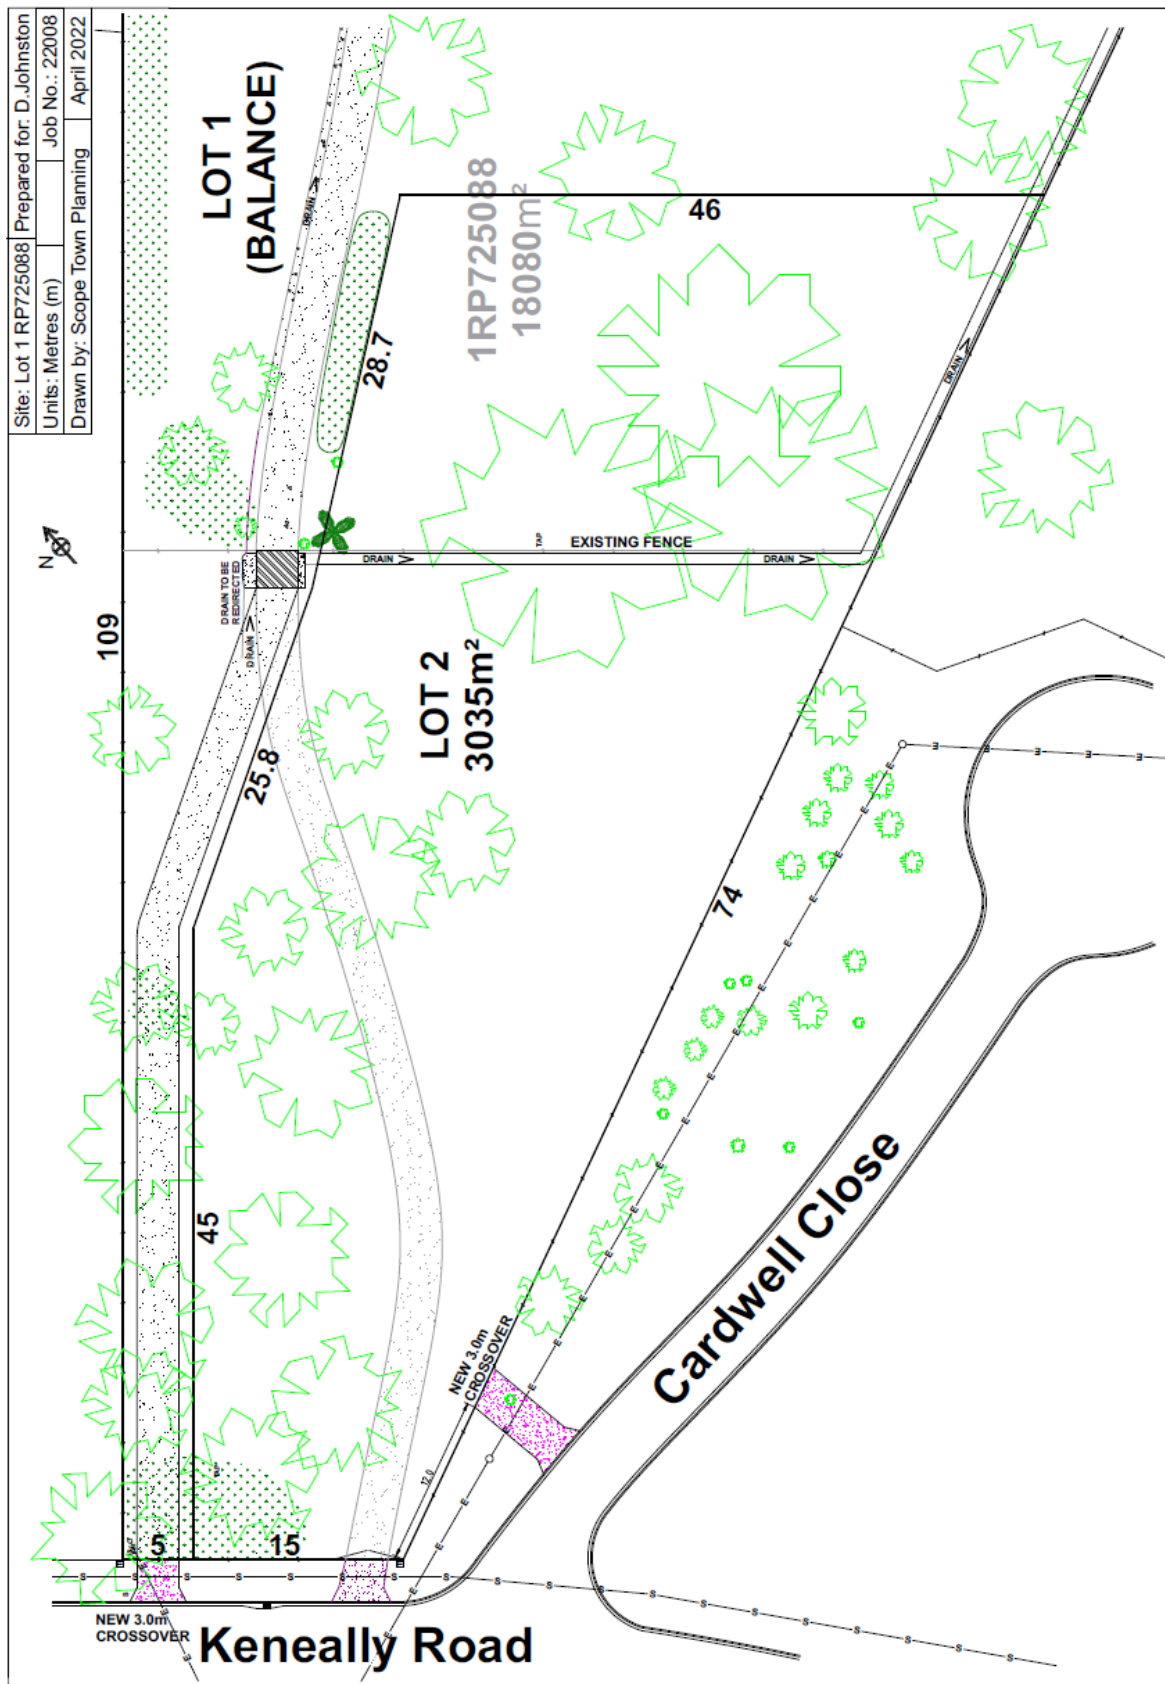 Site: Lot 1 RP725088 Prepared for: D.Johnston
Units: Metres (m) Job No.: 22008
Drawn by: Scope Town Planning April 2022
LOT 1
(BALANCE)
DRAIN
1RP725088
18080m²
46
28.7
N
DRAIN
TAP
EXISTING FENCE
DRAIN
DRAIN
DRAIN TO BE
REDIRECTED
DRAIN
109
LOT 2
3035m²
25.8
74
45
Cardwell Close
NEW 3.0m
CROSSOVER
12.0
5
15
NEW 3.0m
CROSSOVER
Keneally Road